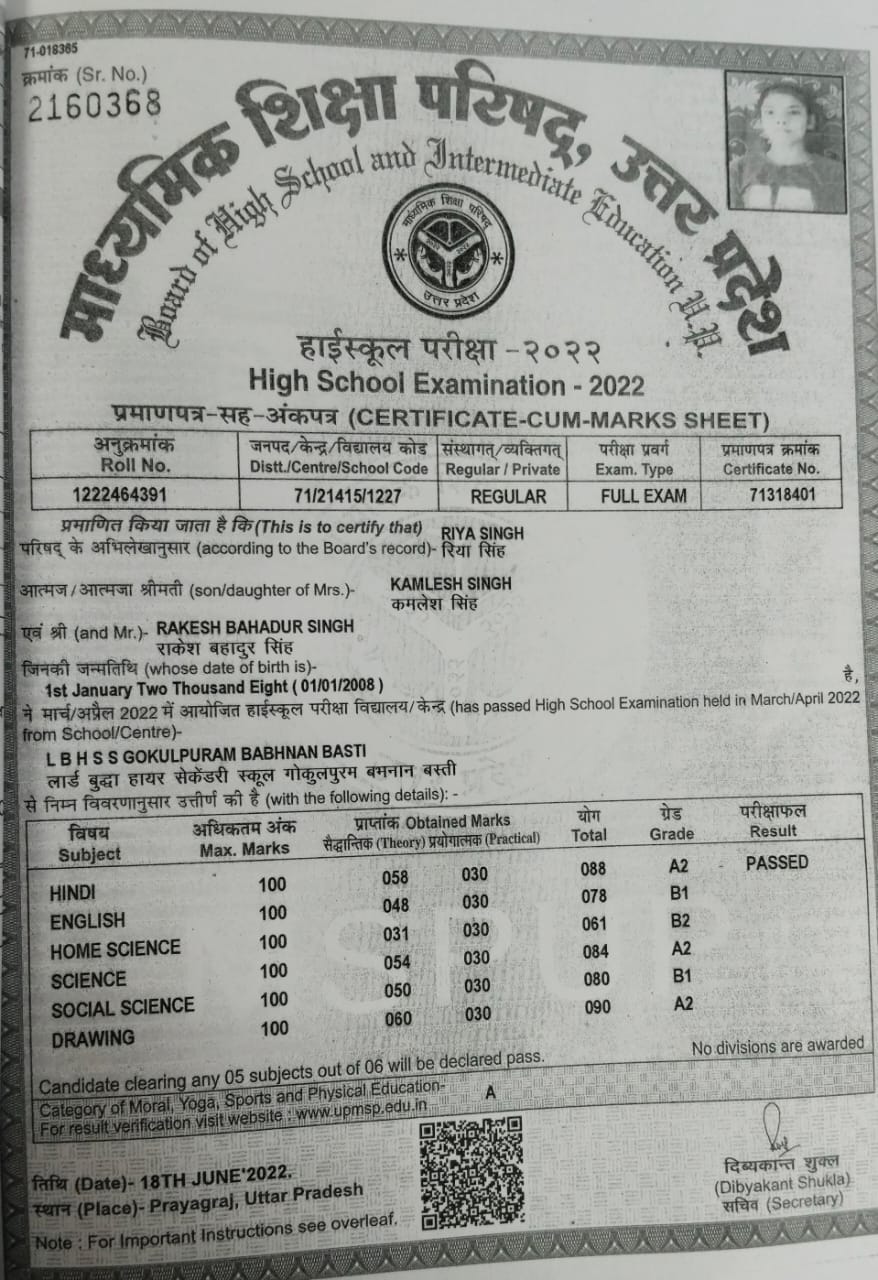 71-018365
क्रमांक (Sr. No.)
2160368
माध्यमिक शिक्षा परिषद्, उत्तर प्रदेश
Board of High School and Intermediate Education U.P.
माध्यमिक शिक्षा परिषद्
उत्तर प्रदेश
हाईस्कूल परीक्षा -२०२२
High School Examination - 2022
प्रमाणपत्र-सह-अंकपत्र (CERTIFICATE-CUM-MARKS SHEET)
अनुक्रमांक जनपद/केन्द्र/विद्यालय कोड संस्थागत/व्यक्तिगत् परीक्षा प्रवर्ग प्रमाणपत्र क्रमांक
Roll No. Distt./Centre/School Code Regular / Private Exam. Type Certificate No.
1222464391 71/21415/1227 REGULAR FULL EXAM 71318401
प्रमाणित किया जाता है कि(This is to certify that) RIYA SINGH
परिषद् के अभिलेखानुसार (according to the Board's record)- रिया सिंह
आत्मज/आत्मजा श्रीमती (son/daughter of Mrs.)- KAMLESH SINGH
कमलेश सिंह
एवं श्री (and Mr.)- RAKESH BAHADUR SINGH
राकेश बहादुर सिंह
जिनकी जन्मतिथि (whose date of birth is)-
1st January Two Thousand Eight ( 01/01/2008 ) है,
ने मार्च/अप्रैल 2022 में आयोजित हाईस्कूल परीक्षा विद्यालय/केन्द्र (has passed High School Examination held in March/April 2022
from School/Centre)-
L B H S S GOKULPURAM BABHNAN BASTI
लार्ड बुद्धा हायर सेकेंडरी स्कूल गोकुलपुरम बभनान बस्ती
से निम्न विवरणानुसार उत्तीर्ण की है (with the following details): -
विषय अधिकतम अंक प्राप्तांक Obtained Marks योग ग्रेड परीक्षाफल
Subject Max. Marks सैद्धान्तिक (Theory) प्रयोगात्मक (Practical) Total Grade Result
HINDI 100 058 030 088 A2 PASSED
ENGLISH 100 048 030 078 B1
HOME SCIENCE 100 031 030 061 B2
SCIENCE 100 054 030 084 A2
SOCIAL SCIENCE 100 050 030 080 B1
DRAWING 100 060 030 090 A2
Candidate clearing any 05 subjects out of 06 will be declared pass. No divisions are awarded
Category of Moral, Yoga, Sports and Physical Education- A
For result verification visit website : www.upmsp.edu.in
तिथि (Date)- 18TH JUNE'2022.
स्थान (Place)- Prayagraj, Uttar Pradesh
Note : For Important Instructions see overleaf.
दिब्यकान्त शुक्ल
(Dibyakant Shukla)
सचिव (Secretary)